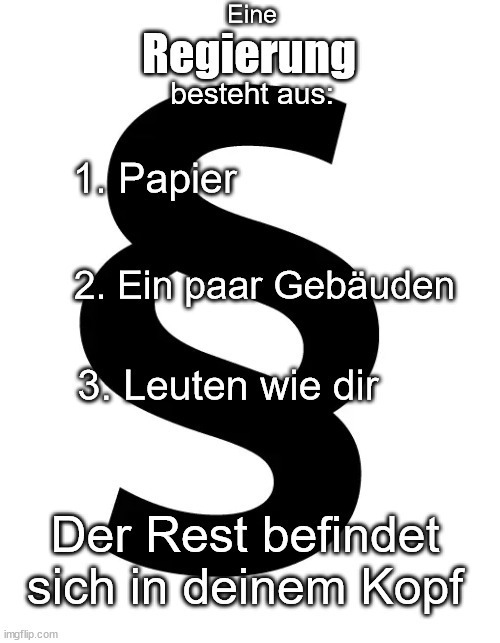 Eine
Regierung
besteht aus:
1. Papier
2. Ein paar Gebäuden
3. Leuten wie dir
Der Rest befindet
sich in deinem Kopf
imgflip.com